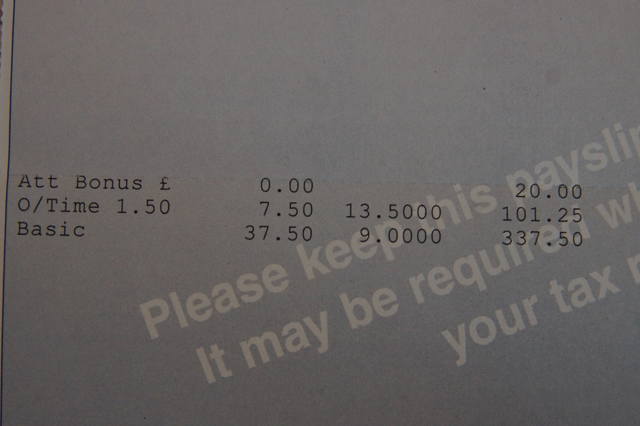 Att Bonus £ 0.00 20.00
O/Time 1.50 7.50 13.5000 101.25
Basic 37.50 9.0000 337.50
Please keep this payslip
It may be required
your tax